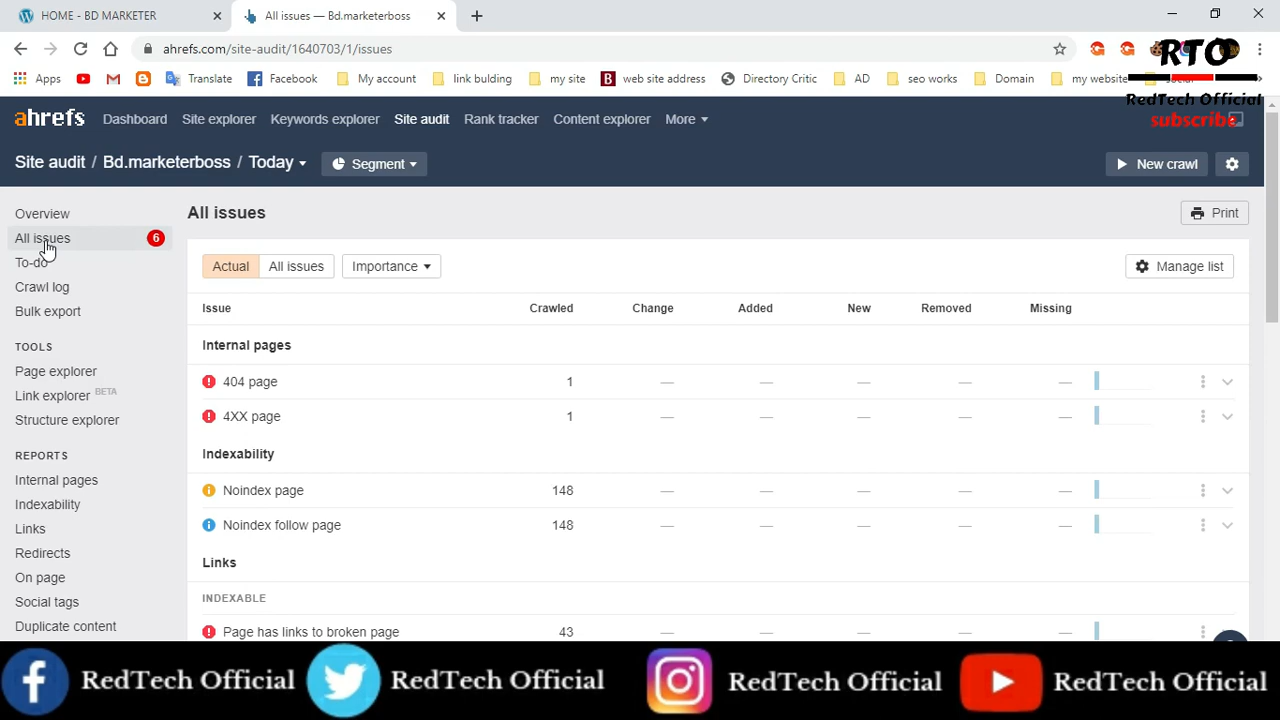 HOME - BD MARKETER
All issues — Bd.marketerboss
ahrefs.com/site-audit/1640703/1/issues
Apps
Translate
Facebook
My account
link bulding
my site
B web site address
Directory Critic
AD
seo works
Domain
my website
RTO
RedTech Official
subscribe
ahrefs
Dashboard
Site explorer
Keywords explorer
Site audit
Rank tracker
Content explorer
More
Site audit / Bd.marketerboss / Today
Segment
New crawl
Overview
All issues 6
To-do
Crawl log
Bulk export
TOOLS
Page explorer
Link explorer BETA
Structure explorer
REPORTS
Internal pages
Indexability
Links
Redirects
On page
Social tags
Duplicate content
All issues
Print
Actual
All issues
Importance
Manage list
Issue Crawled Change Added New Removed Missing
Internal pages
404 page 1 — — — — —
4XX page 1 — — — — —
Indexability
Noindex page 148 — — — — —
Noindex follow page 148 — — — — —
Links
INDEXABLE
Page has links to broken page 43 — — — — —
RedTech Official
RedTech Official
RedTech Official
RedTech Official